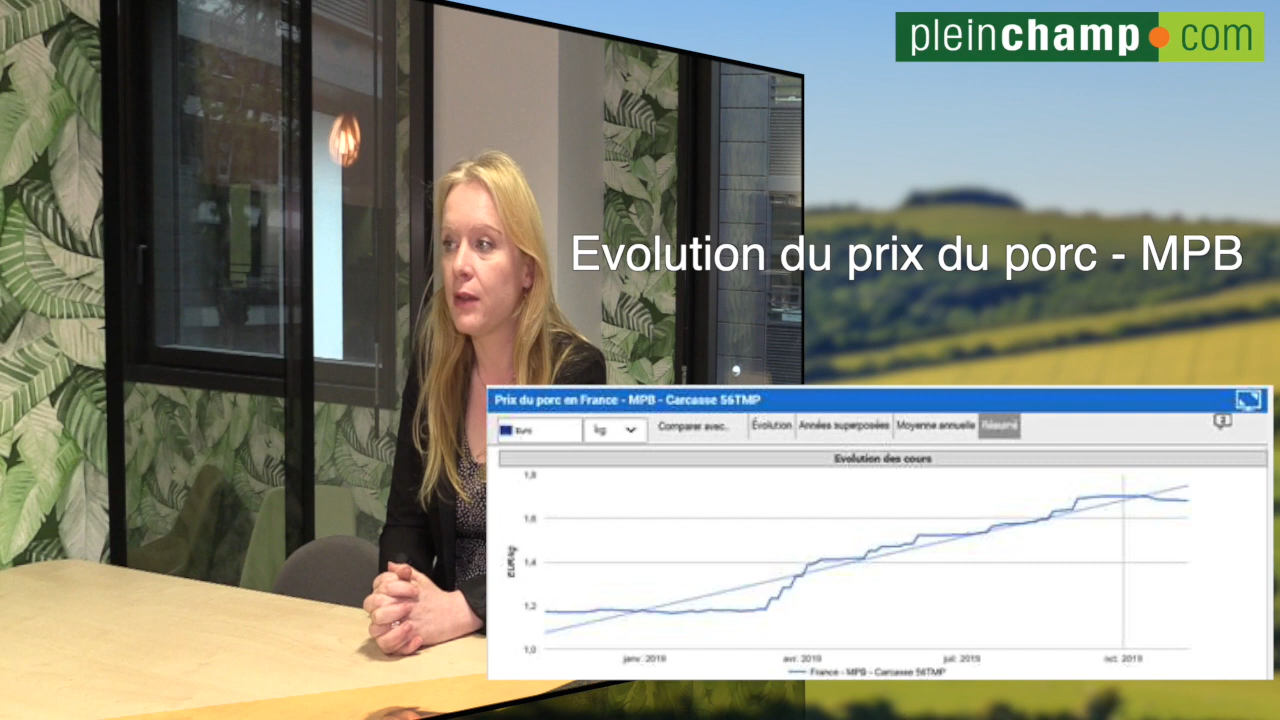 pleinchamp.com
Evolution du prix du porc - MPB
Prix du porc en France - MPB - Carcasse 56TMP
Euro
kg
Comparer avec..
Évolution
Années superposées
Moyenne annuelle
Résumé
Evolution des cours
1,8
1,6
1,4
1,2
1,0
EUR/kg
janv. 2019
avr. 2019
juil. 2019
oct. 2019
France - MPB - Carcasse 56TMP